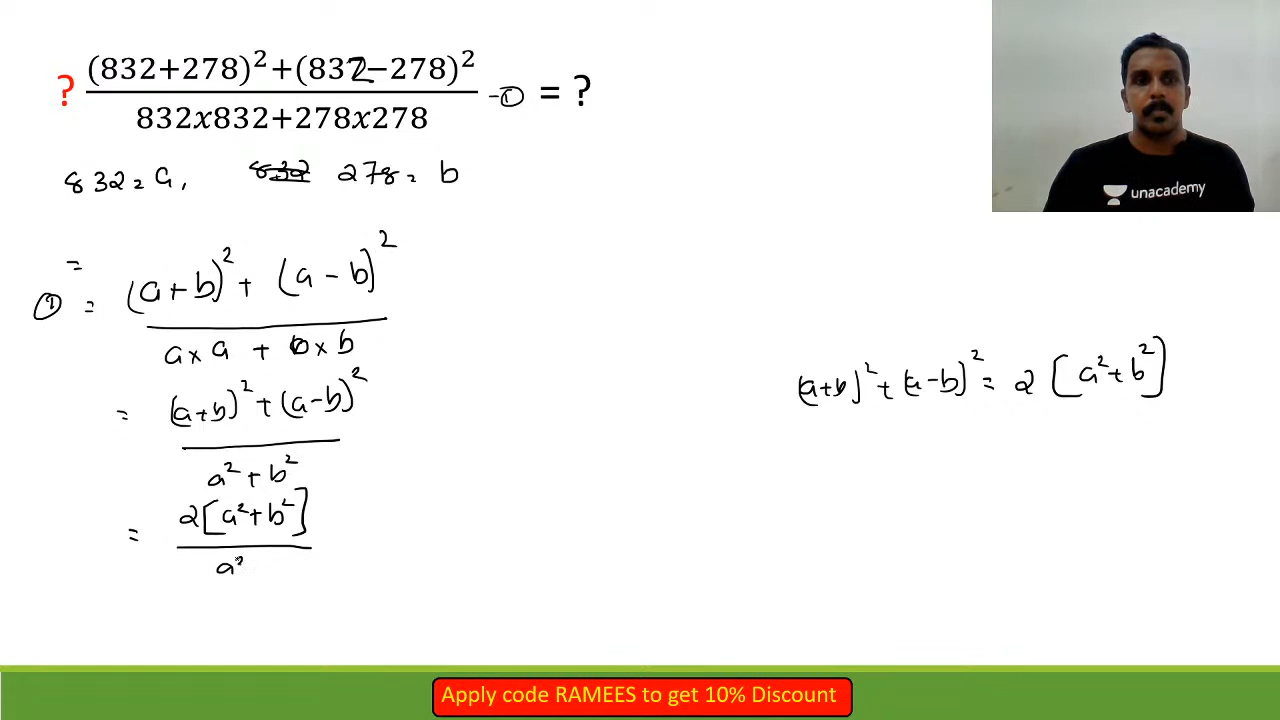 ? (832+278)²+(832−278)² / 832x832+278x278 -① = ?
832 = a, 278 = b
=
① = (a+b)² + (a−b)² / a×a + b×b
= (a+b)² + (a−b)² / a² + b²
(a+b)² + (a−b)² = 2[a²+b²]
= 2[a²+b²] / a²
unacademy
Apply code RAMEES to get 10% Discount